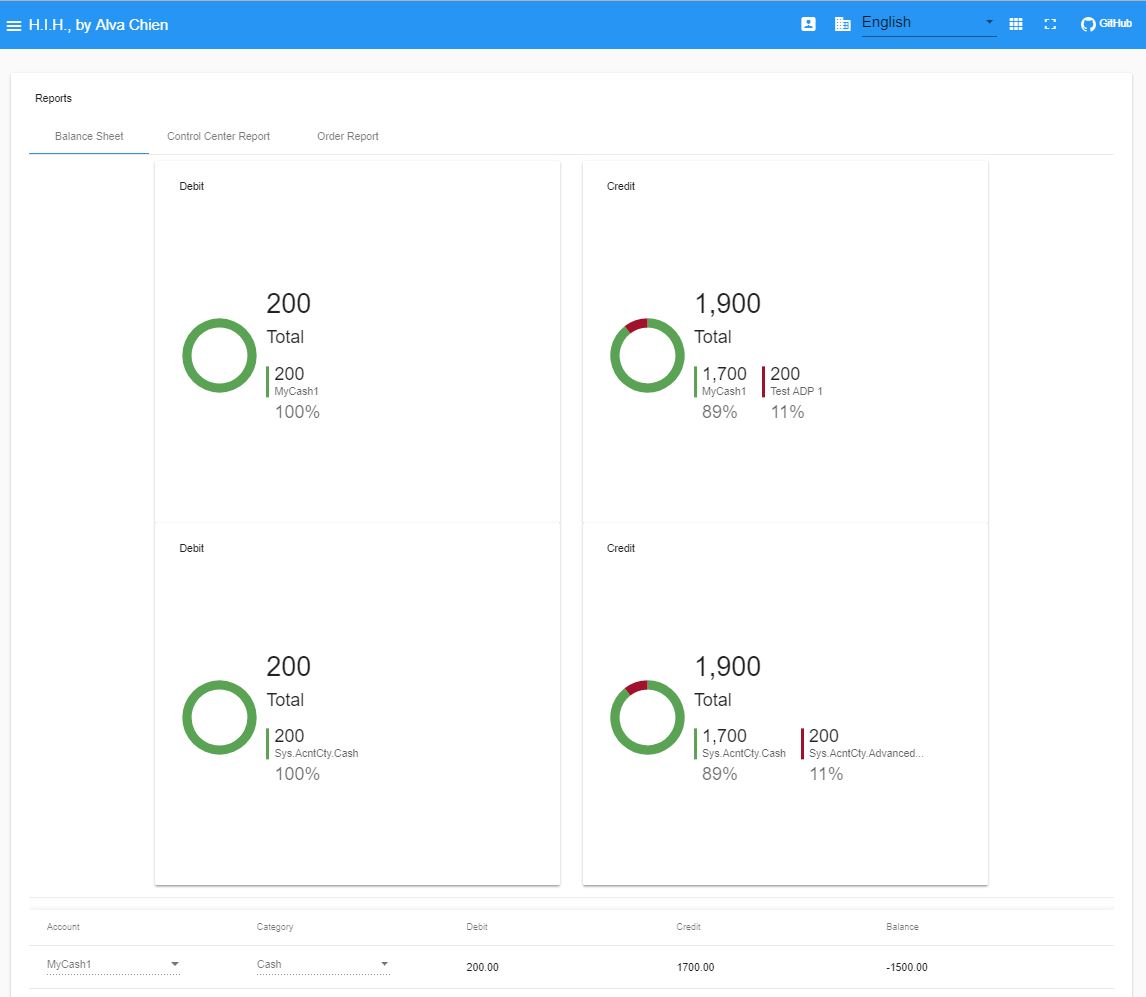 H.I.H., by Alva Chien English GitHub
Reports
Balance Sheet Control Center Report Order Report
Debit
200
Total
200
MyCash1
100%
Credit
1,900
Total
1,700 200
MyCash1 Test ADP 1
89% 11%
Debit
200
Total
200
Sys.AcntCty.Cash
100%
Credit
1,900
Total
1,700 200
Sys.AcntCty.Cash Sys.AcntCty.Advanced...
89% 11%
Account Category Debit Credit Balance
MyCash1 Cash 200.00 1700.00 -1500.00